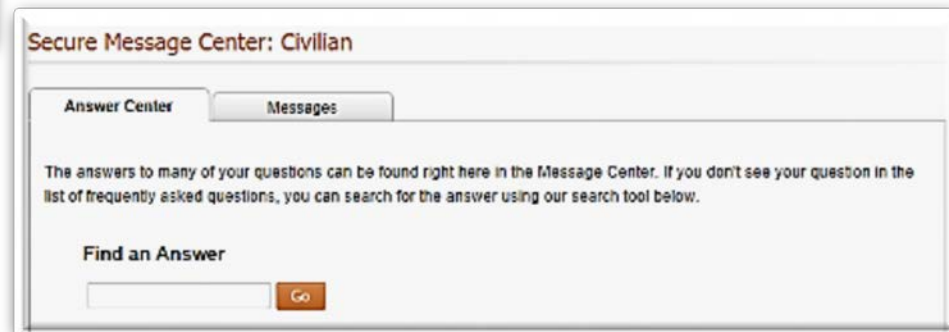 Secure Message Center: Civilian
Answer Center
Messages
The answers to many of your questions can be found right here in the Message Center. If you don't see your question in the
list of frequently asked questions, you can search for the answer using our search tool below.
Find an Answer
Go